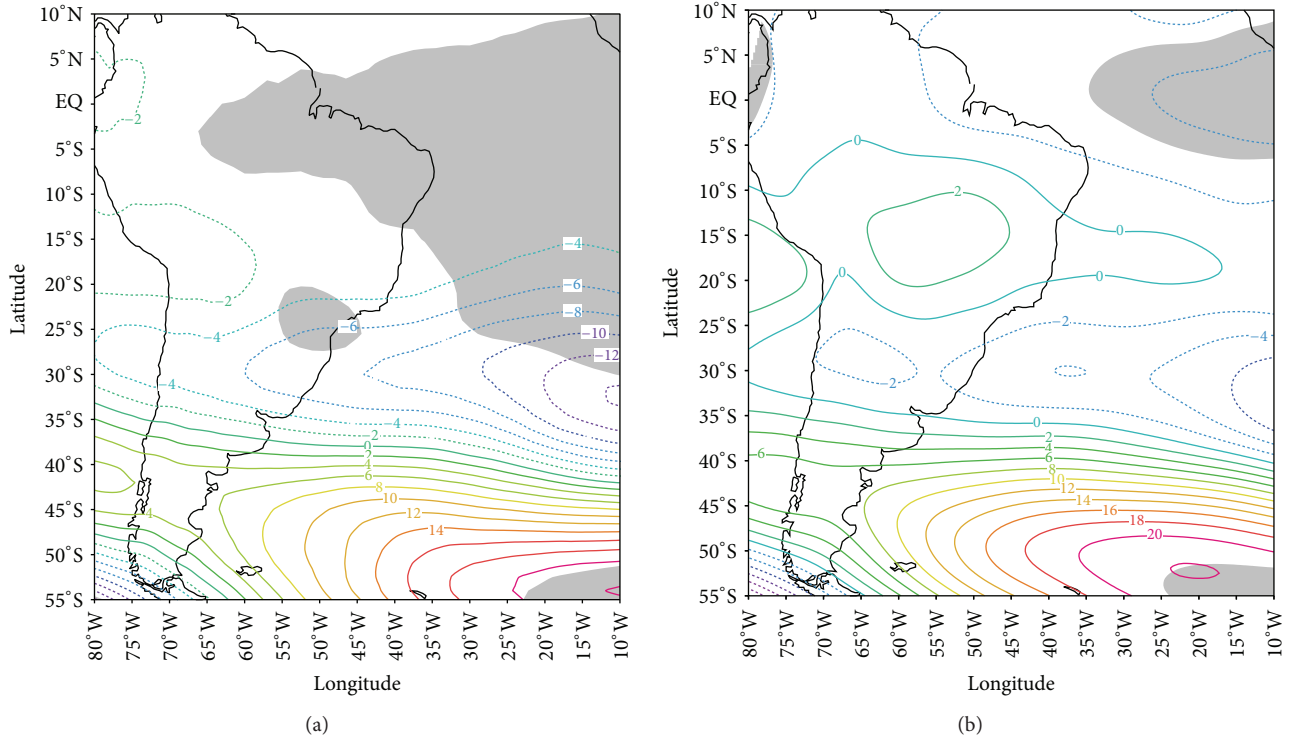 10°N
5°N
EQ
5°S
10°S
15°S
20°S
25°S
30°S
35°S
40°S
45°S
50°S
55°S
Latitude
−2
−2
−4
−4
−4
−6
−8
−10
−12
−6
−4
−2
0
2
4
6
8
10
12
14
4
80°W
75°W
70°W
65°W
60°W
55°W
50°W
45°W
40°W
35°W
30°W
25°W
20°W
15°W
10°W
Longitude
(a)
10°N
5°N
EQ
5°S
10°S
15°S
20°S
25°S
30°S
35°S
40°S
45°S
50°S
55°S
Latitude
0
2
0
0
0
−2
−4
−2
0
2
4
6
8
10
12
14
16
18
20
6
80°W
75°W
70°W
65°W
60°W
55°W
50°W
45°W
40°W
35°W
30°W
25°W
20°W
15°W
10°W
Longitude
(b)